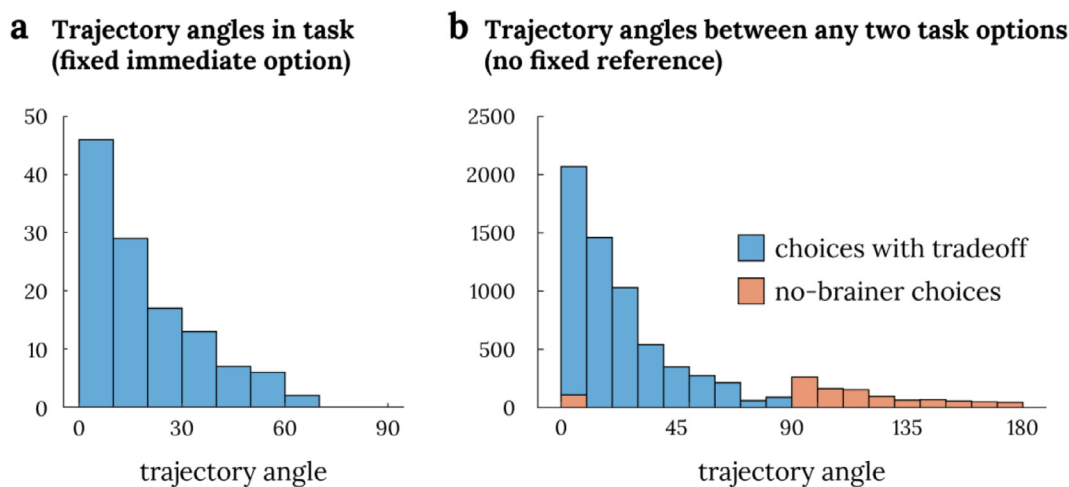 a Trajectory angles in task
(fixed immediate option)
50
40
30
20
10
0
0 30 60 90
trajectory angle
b Trajectory angles between any two task options
(no fixed reference)
2500
2000
1500
1000
500
0
choices with tradeoff
no-brainer choices
0 45 90 135 180
trajectory angle